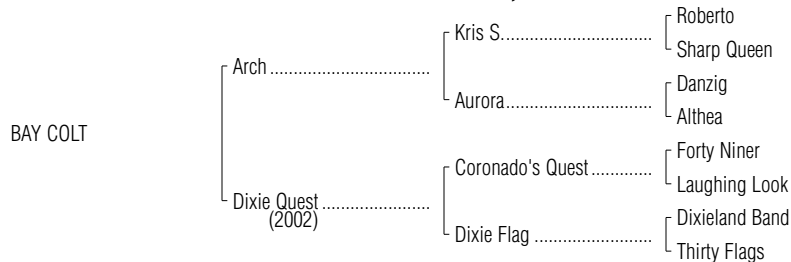 Roberto
Kris S.
Sharp Queen
Arch
Danzig
Aurora
Althea
BAY COLT
Forty Niner
Coronado's Quest
Laughing Look
Dixie Quest
(2002)
Dixieland Band
Dixie Flag
Thirty Flags